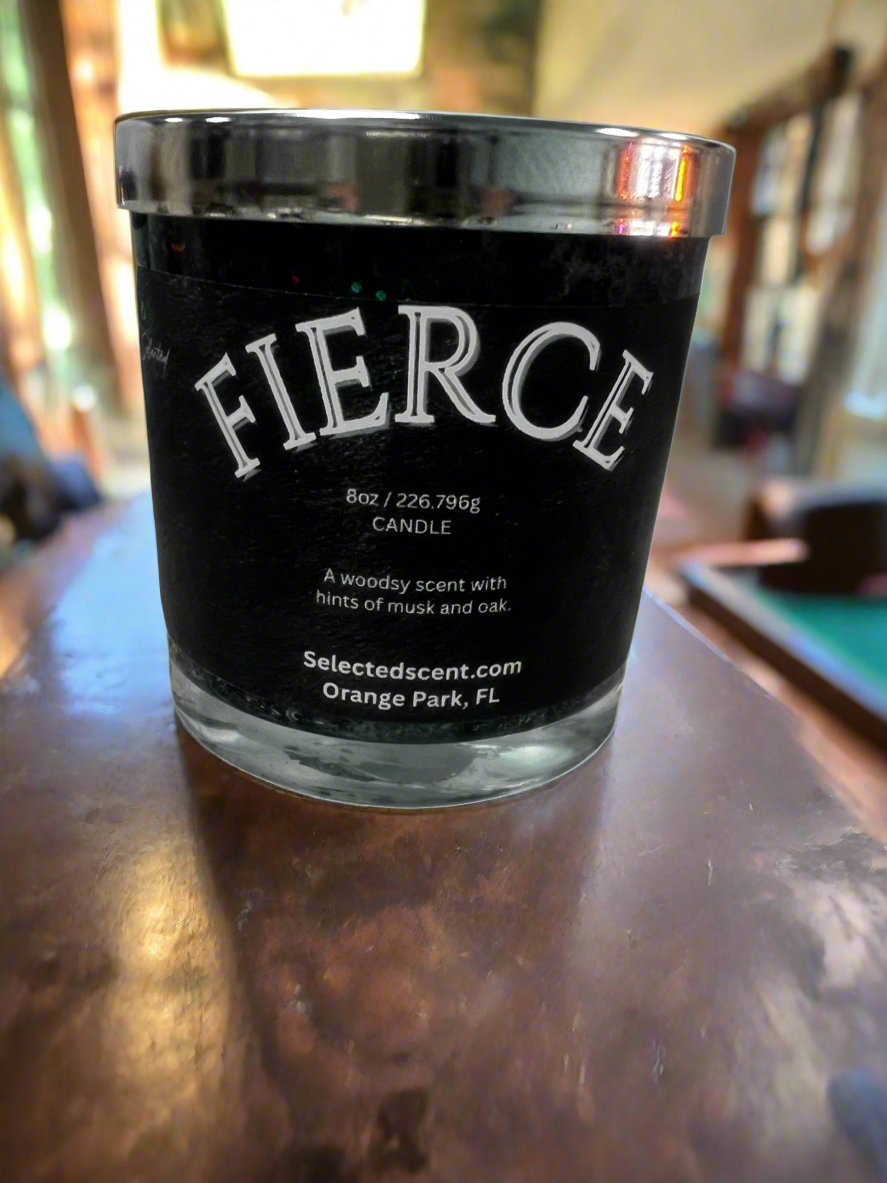 FIERCE
8oz / 226.796g
CANDLE
A woodsy scent with
hints of musk and oak.
Selectedscent.com
Orange Park, FL